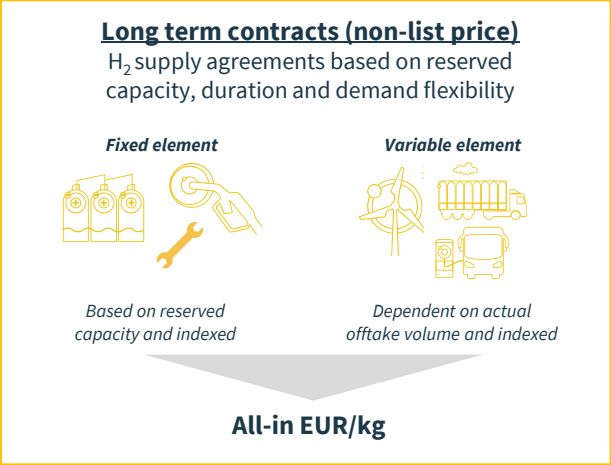 Long term contracts (non-list price)
H₂ supply agreements based on reserved
capacity, duration and demand flexibility
Fixed element
Variable element
Based on reserved
capacity and indexed
Dependent on actual
offtake volume and indexed
All-in EUR/kg